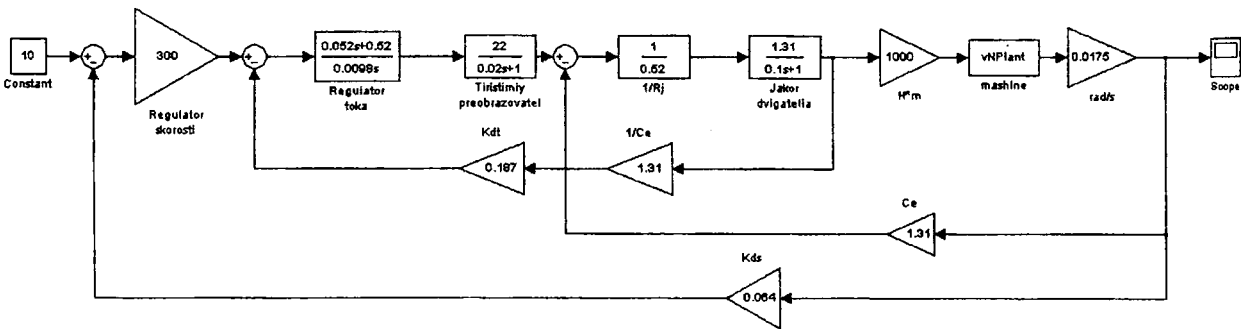 10
Constant
300
Regulator
skorosti
0.052s+0.52
0.0098s
Regulator
toka
22
0.02s+1
Tiristirniy
preobrazovatel
1
0.52
1/Rj
1.31
0.1s+1
Jakor
dvigatelia
1000
H*m
vNPlant
mashine
0.0175
rad/s
Scope
Kdt
0.187
1/Ce
1.31
Ce
1.31
Kds
0.064